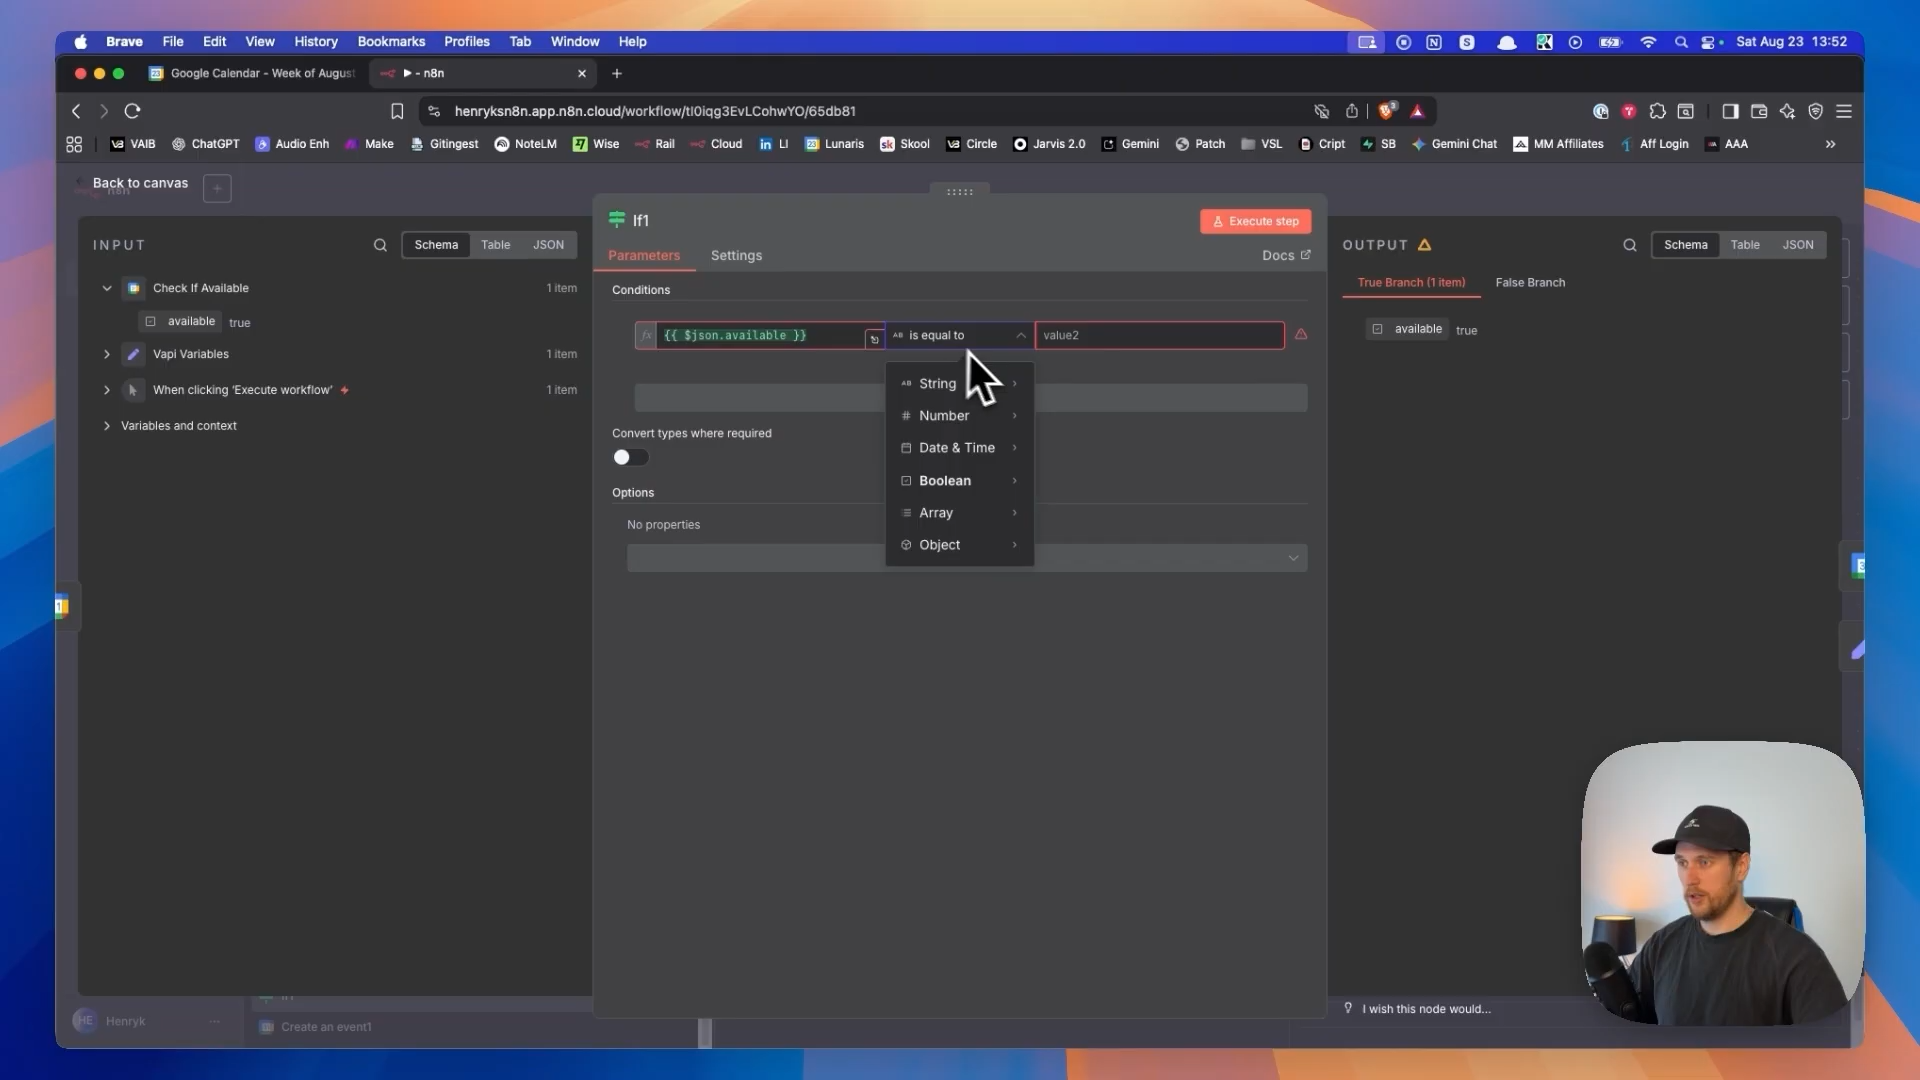 Brave File Edit View History Bookmarks Profiles Tab Window Help Sat Aug 23 13:52
Google Calendar - Week of August
▶ - n8n
henryksn8n.app.n8n.cloud/workflow/tl0iqg3EvLCohwYO/65db81
VAIB ChatGPT Audio Enh Make Gitingest NoteLM Wise Rail Cloud LI Lunaris Skool Circle Jarvis 2.0 Gemini Patch VSL Cript SB Gemini Chat MM Affiliates Aff Login AAA
Back to canvas
If1
Execute step
INPUT
Schema Table JSON
Parameters Settings
Docs
OUTPUT
Schema Table JSON
Check If Available 1 item
available true
Vapi Variables 1 item
When clicking ‘Execute workflow’ 1 item
Variables and context
Conditions
fx {{ $json.available }}
is equal to
value2
String
Number
Date & Time
Boolean
Array
Object
Convert types where required
Options
No properties
True Branch (1 item) False Branch
available true
HE Henryk
Create an event1
I wish this node would...